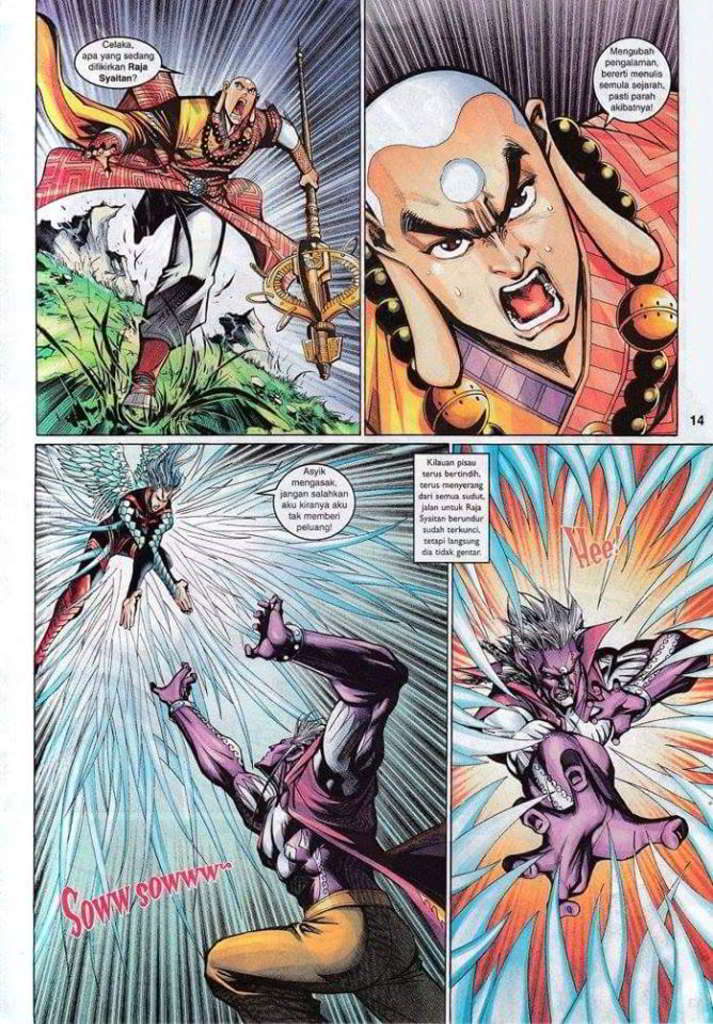 Celaka,
apa yang sedang
difikirkan Raja
Syaitan?
Mengubah
pengalaman,
bererti menulis
semula sejarah,
pasti parah
akibatnya!
14
Asyik
mengasak,
jangan salahkan
aku kiranya aku
tak memberi
peluang!
Kilauan pisau
terus bertindih,
terus menyerang
dari semua sudut,
jalan untuk Raja
Syaitan berundur
sudah terkunci,
tetapi langsung
dia tidak gentar.
Hee!
Soww sowww~